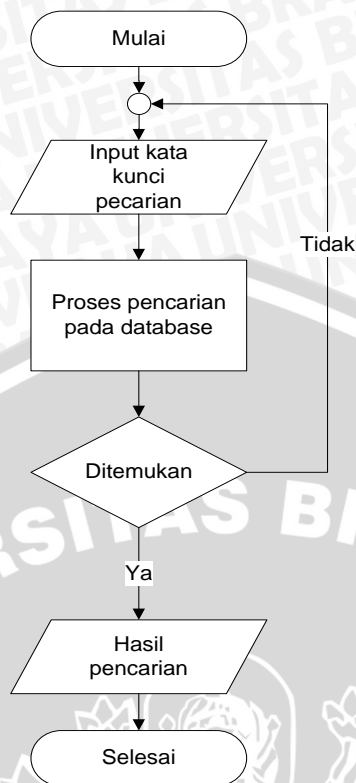 Mulai
Input kata
kunci
pecarian
Tidak
Proses pencarian
pada database
Ditemukan
Ya
Hasil
pencarian
Selesai